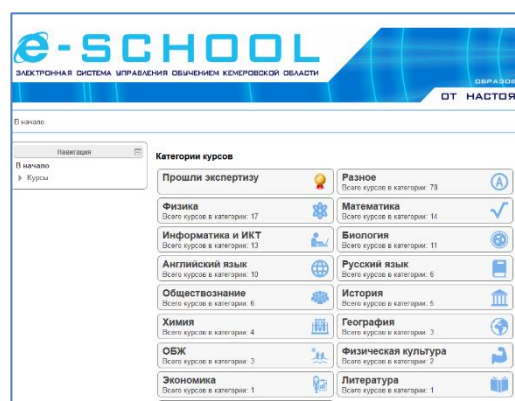 e-SCHOOL
ЭЛЕКТРОННАЯ СИСТЕМА УПРАВЛЕНИЯ ОБУЧЕНИЕМ КЕМЕРОВСКОЙ ОБЛАСТИ
ОБРАЗОВ
ОТ НАСТОЯ
В начало
Навигация
В начало
Курсы
Категории курсов
Прошли экспертизу
Разное
Всего курсов в категории: 78
Физика
Всего курсов в категории: 17
Математика
Всего курсов в категории: 14
Информатика и ИКТ
Всего курсов в категории: 13
Биология
Всего курсов в категории: 11
Английский язык
Всего курсов в категории: 10
Русский язык
Всего курсов в категории: 6
Обществознание
Всего курсов в категории: 6
История
Всего курсов в категории: 5
Химия
Всего курсов в категории: 4
География
Всего курсов в категории: 3
ОБЖ
Всего курсов в категории: 3
Физическая культура
Всего курсов в категории: 2
Экономика
Всего курсов в категории: 1
Литература
Всего курсов в категории: 1